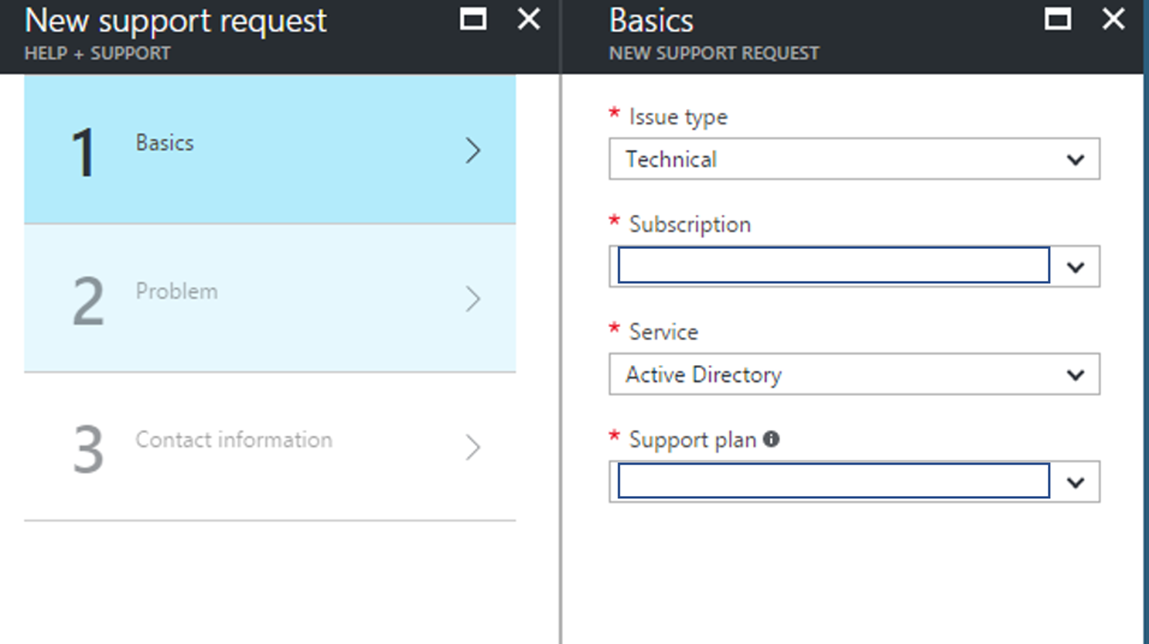 New support request
HELP + SUPPORT
1 Basics
2 Problem
3 Contact information
Basics
NEW SUPPORT REQUEST
* Issue type
Technical
* Subscription
* Service
Active Directory
* Support plan